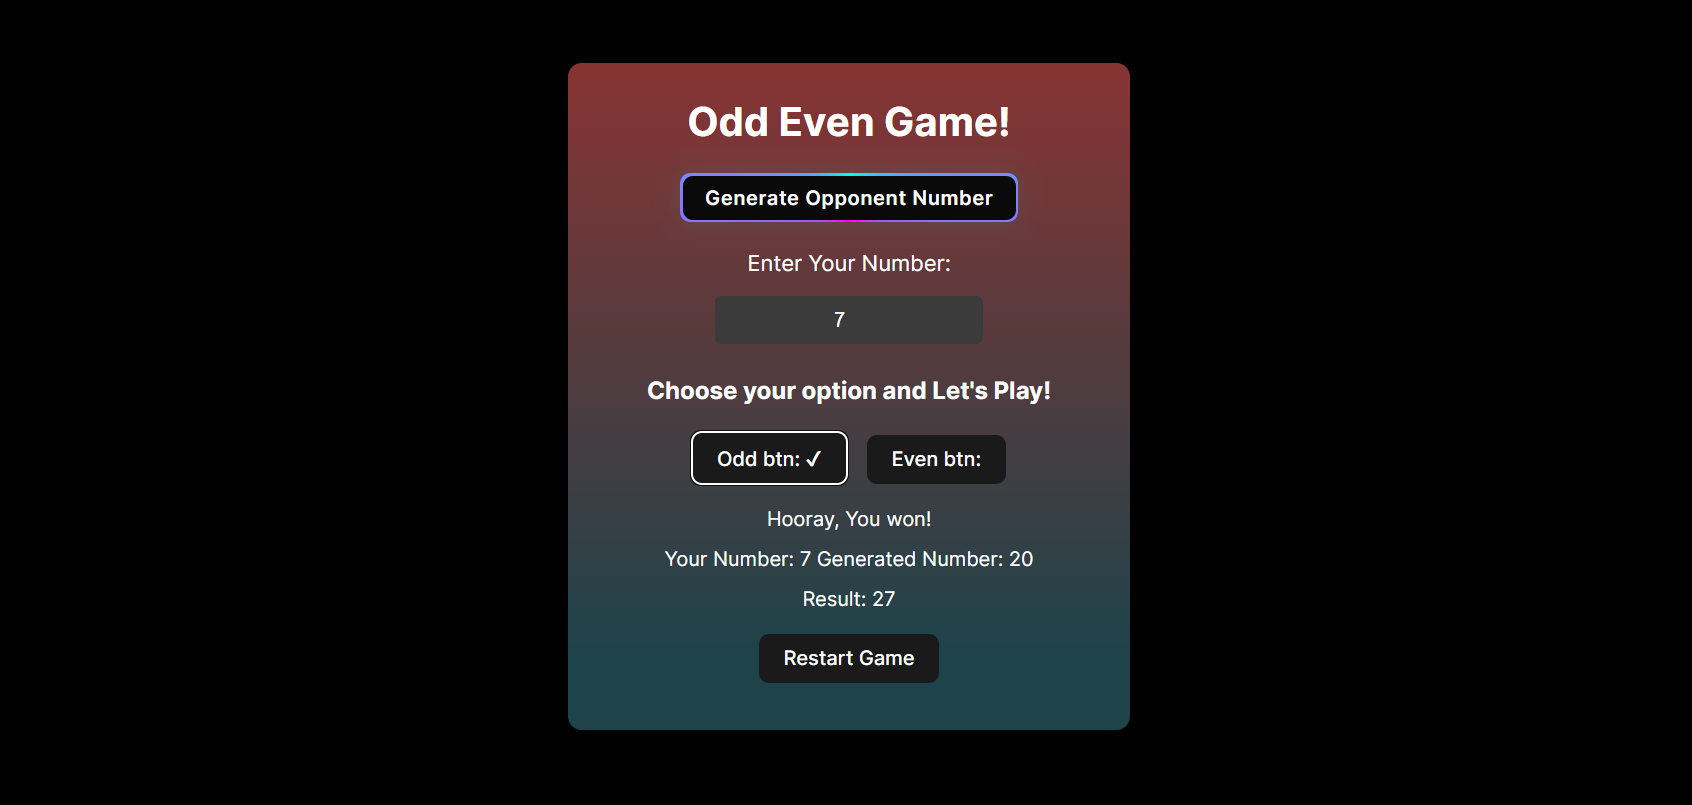 Odd Even Game!
Generate Opponent Number
Enter Your Number:
7
Choose your option and Let's Play!
Odd btn: ✓ Even btn:
Hooray, You won!
Your Number: 7 Generated Number: 20
Result: 27
Restart Game